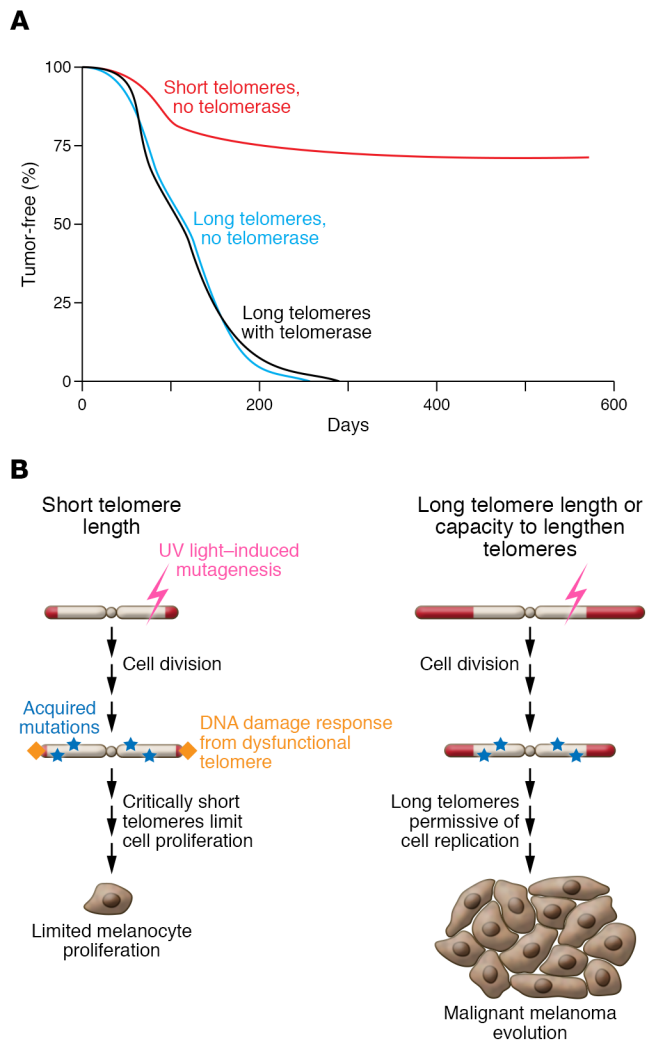 A
100
75
50
25
0
Tumor-free (%)
Short telomeres,
no telomerase
Long telomeres,
no telomerase
Long telomeres
with telomerase
0
200
400
600
Days
B
Short telomere
length
UV light–induced
mutagenesis
Cell division
Acquired
mutations
DNA damage response
from dysfunctional
telomere
Critically short
telomeres limit
cell proliferation
Limited melanocyte
proliferation
Long telomere length or
capacity to lengthen
telomeres
Cell division
Long telomeres
permissive of
cell replication
Malignant melanoma
evolution